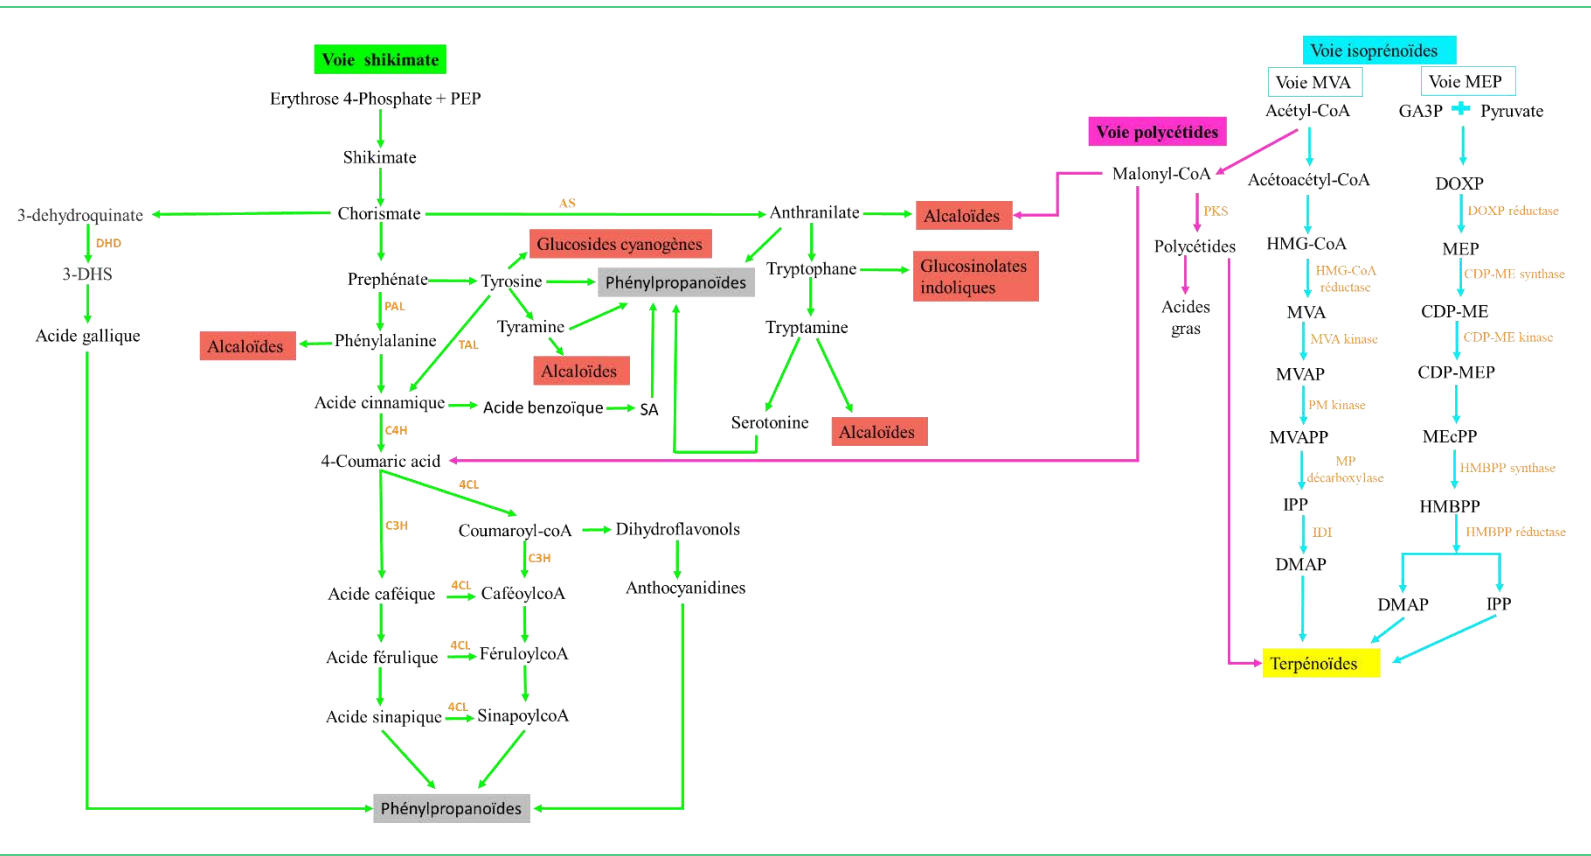 Voie shikimate
Erythrose 4-Phosphate + PEP
Shikimate
3-dehydroquinate
Chorismate
AS
Anthranilate
Alcaloïdes
DHD
3-DHS
Acide gallique
Prephénate
Tyrosine
Glucosides cyanogènes
Phénylpropanoïdes
Tryptophane
Glucosinolates
indoliques
PAL
Alcaloïdes
Phénylalanine
TAL
Tyramine
Alcaloïdes
Tryptamine
Acide cinnamique
Acide benzoïque
SA
Serotonine
Alcaloïdes
C4H
4-Coumaric acid
4CL
C3H
Coumaroyl-coA
Dihydroflavonols
C3H
Anthocyanidines
Acide caféique
4CL
CaféoylcoA
Acide férulique
4CL
FéruloylcoA
Acide sinapique
4CL
SinapoylcoA
Phénylpropanoïdes
Voie polycétides
Malonyl-CoA
PKS
Polycétides
Acides
gras
Voie isoprénoïdes
Voie MVA
Acétyl-CoA
Acétoacétyl-CoA
HMG-CoA
HMG-CoA
réductase
MVA
MVA kinase
MVAP
PM kinase
MVAPP
MP
décarboxylase
IPP
IDI
DMAP
Voie MEP
GA3P
Pyruvate
DOXP
DOXP réductase
MEP
CDP-ME synthase
CDP-ME
CDP-ME kinase
CDP-MEP
MEcPP
HMBPP synthase
HMBPP
HMBPP réductase
DMAP
IPP
Terpénoïdes